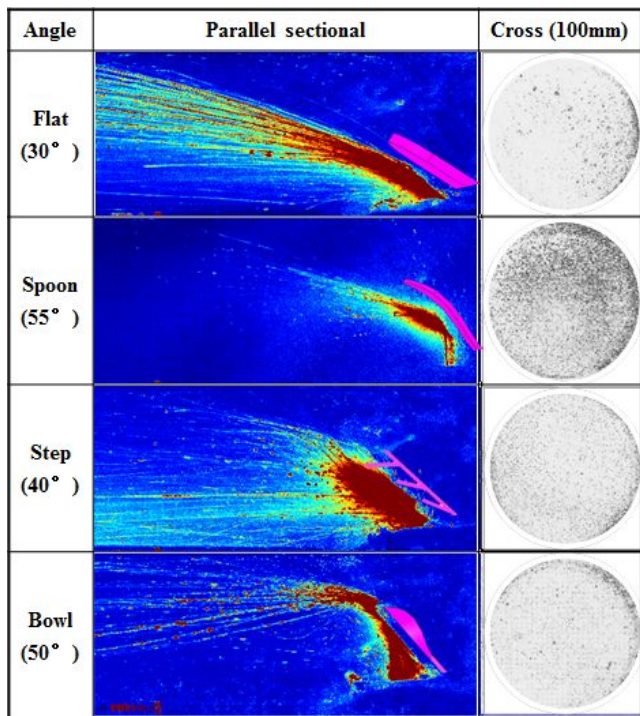 Angle Parallel sectional Cross (100mm)
Flat
(30°)
Spoon
(55°)
Step
(40°)
Bowl
(50°)